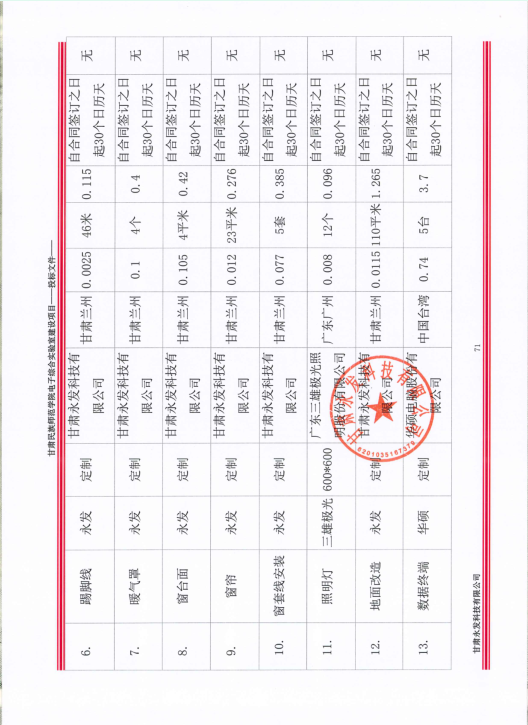 甘肃民族师范学院电子综合实验室建设项目——投标文件——
6. 踢脚线 永发 定制 甘肃永发科技有限公司 甘肃兰州 0.0025 46米 0.115 自合同签订之日起30个日历天 无
7. 暖气罩 永发 定制 甘肃永发科技有限公司 甘肃兰州 0.1 4个 0.4 自合同签订之日起30个日历天 无
8. 窗台面 永发 定制 甘肃永发科技有限公司 甘肃兰州 0.105 4平米 0.42 自合同签订之日起30个日历天 无
9. 窗帘 永发 定制 甘肃永发科技有限公司 甘肃兰州 0.012 23平米 0.276 自合同签订之日起30个日历天 无
10. 窗套线安装 永发 定制 甘肃永发科技有限公司 甘肃兰州 0.077 5套 0.385 自合同签订之日起30个日历天 无
11. 照明灯 三雄极光 600*600 广东三雄极光照明股份有限公司 广东广州 0.008 12个 0.096 自合同签订之日起30个日历天 无
12. 地面改造 永发 定制 甘肃永发科技有限公司 甘肃兰州 0.0115 110平米 1.265 自合同签订之日起30个日历天 无
13. 数据终端 华硕 定制 华硕电脑股份有限公司 中国台湾 0.74 5台 3.7 自合同签订之日起30个日历天 无
甘肃永发科技有限公司
6201035167379
甘肃永发科技有限公司
71